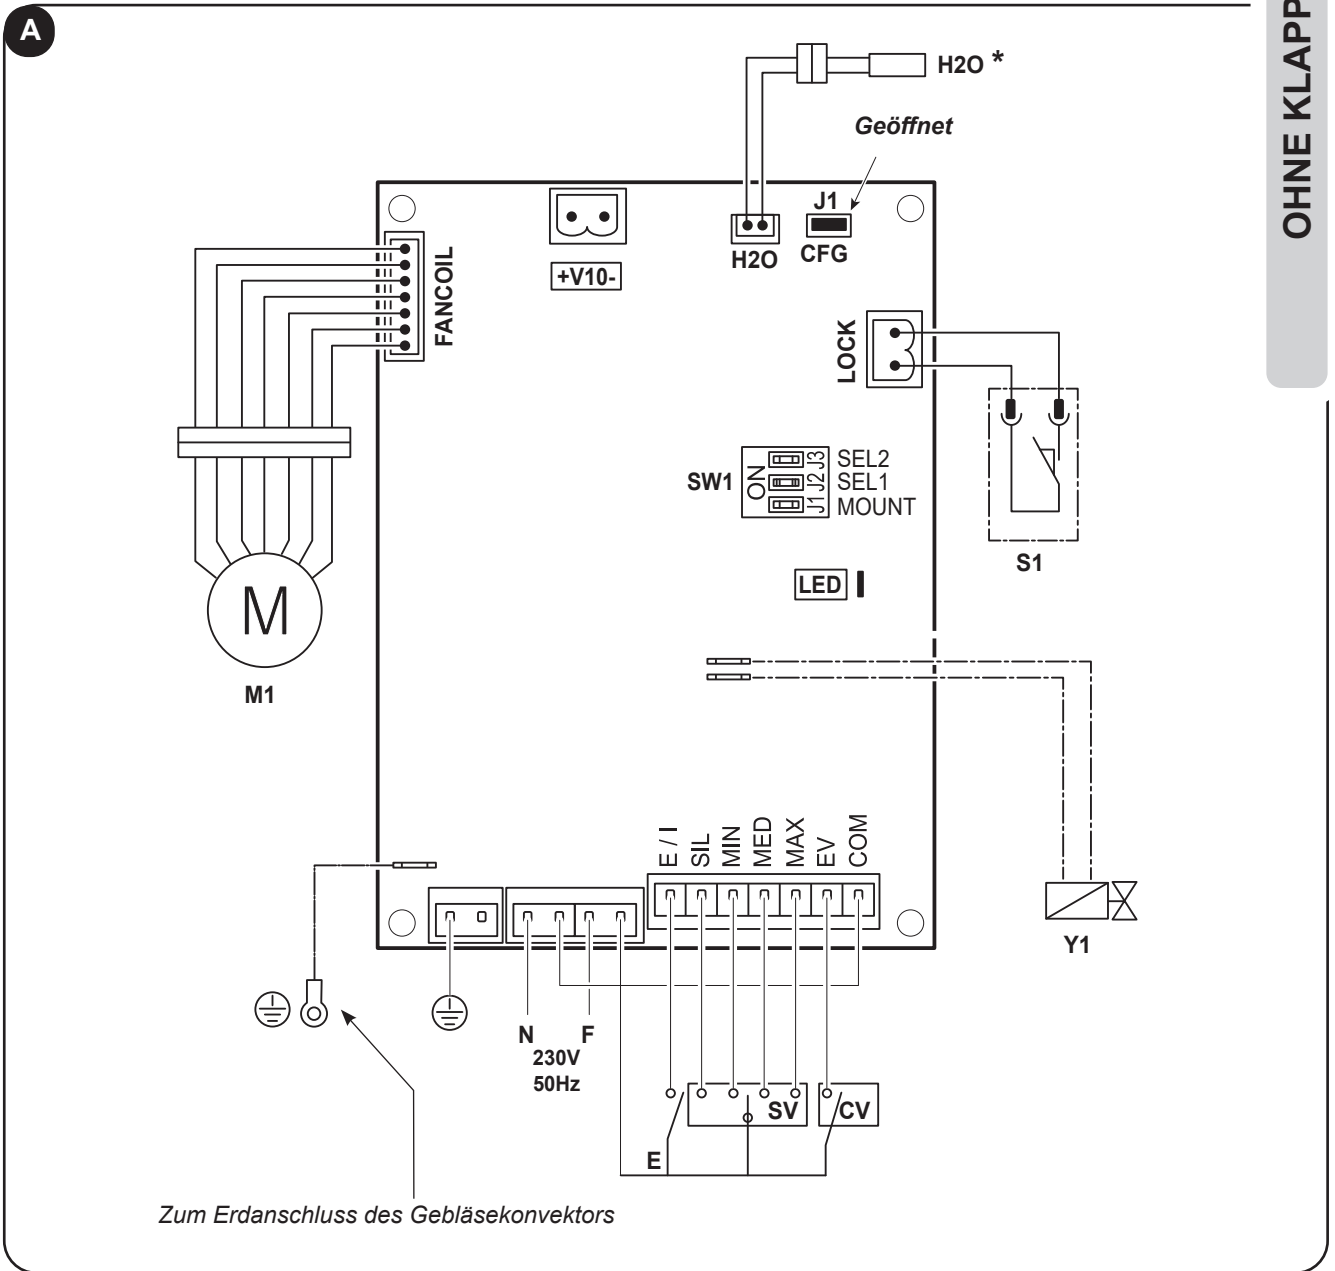 A
OHNE KLAPP
H2O *
Geöffnet
J1
H2O
CFG
+V10-
FANCOIL
LOCK
SW1
ON
J3
J2
J1
SEL2
SEL1
MOUNT
S1
LED
M
M1
E / I
SIL
MIN
MED
MAX
EV
COM
Y1
N
F
230V
50Hz
SV
CV
E
Zum Erdanschluss des Gebläsekonvektors